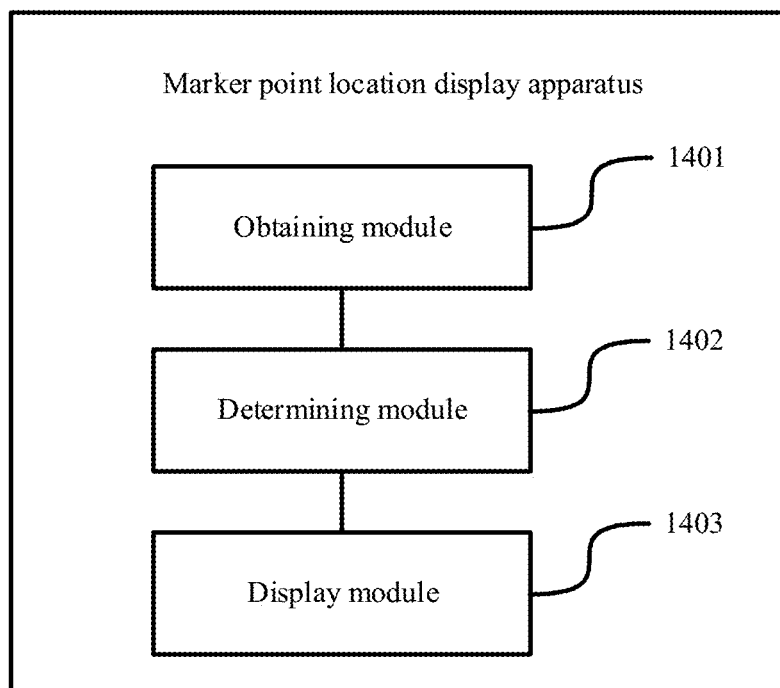 Marker point location display apparatus
1401
Obtaining module
1402
Determining module
1403
Display module